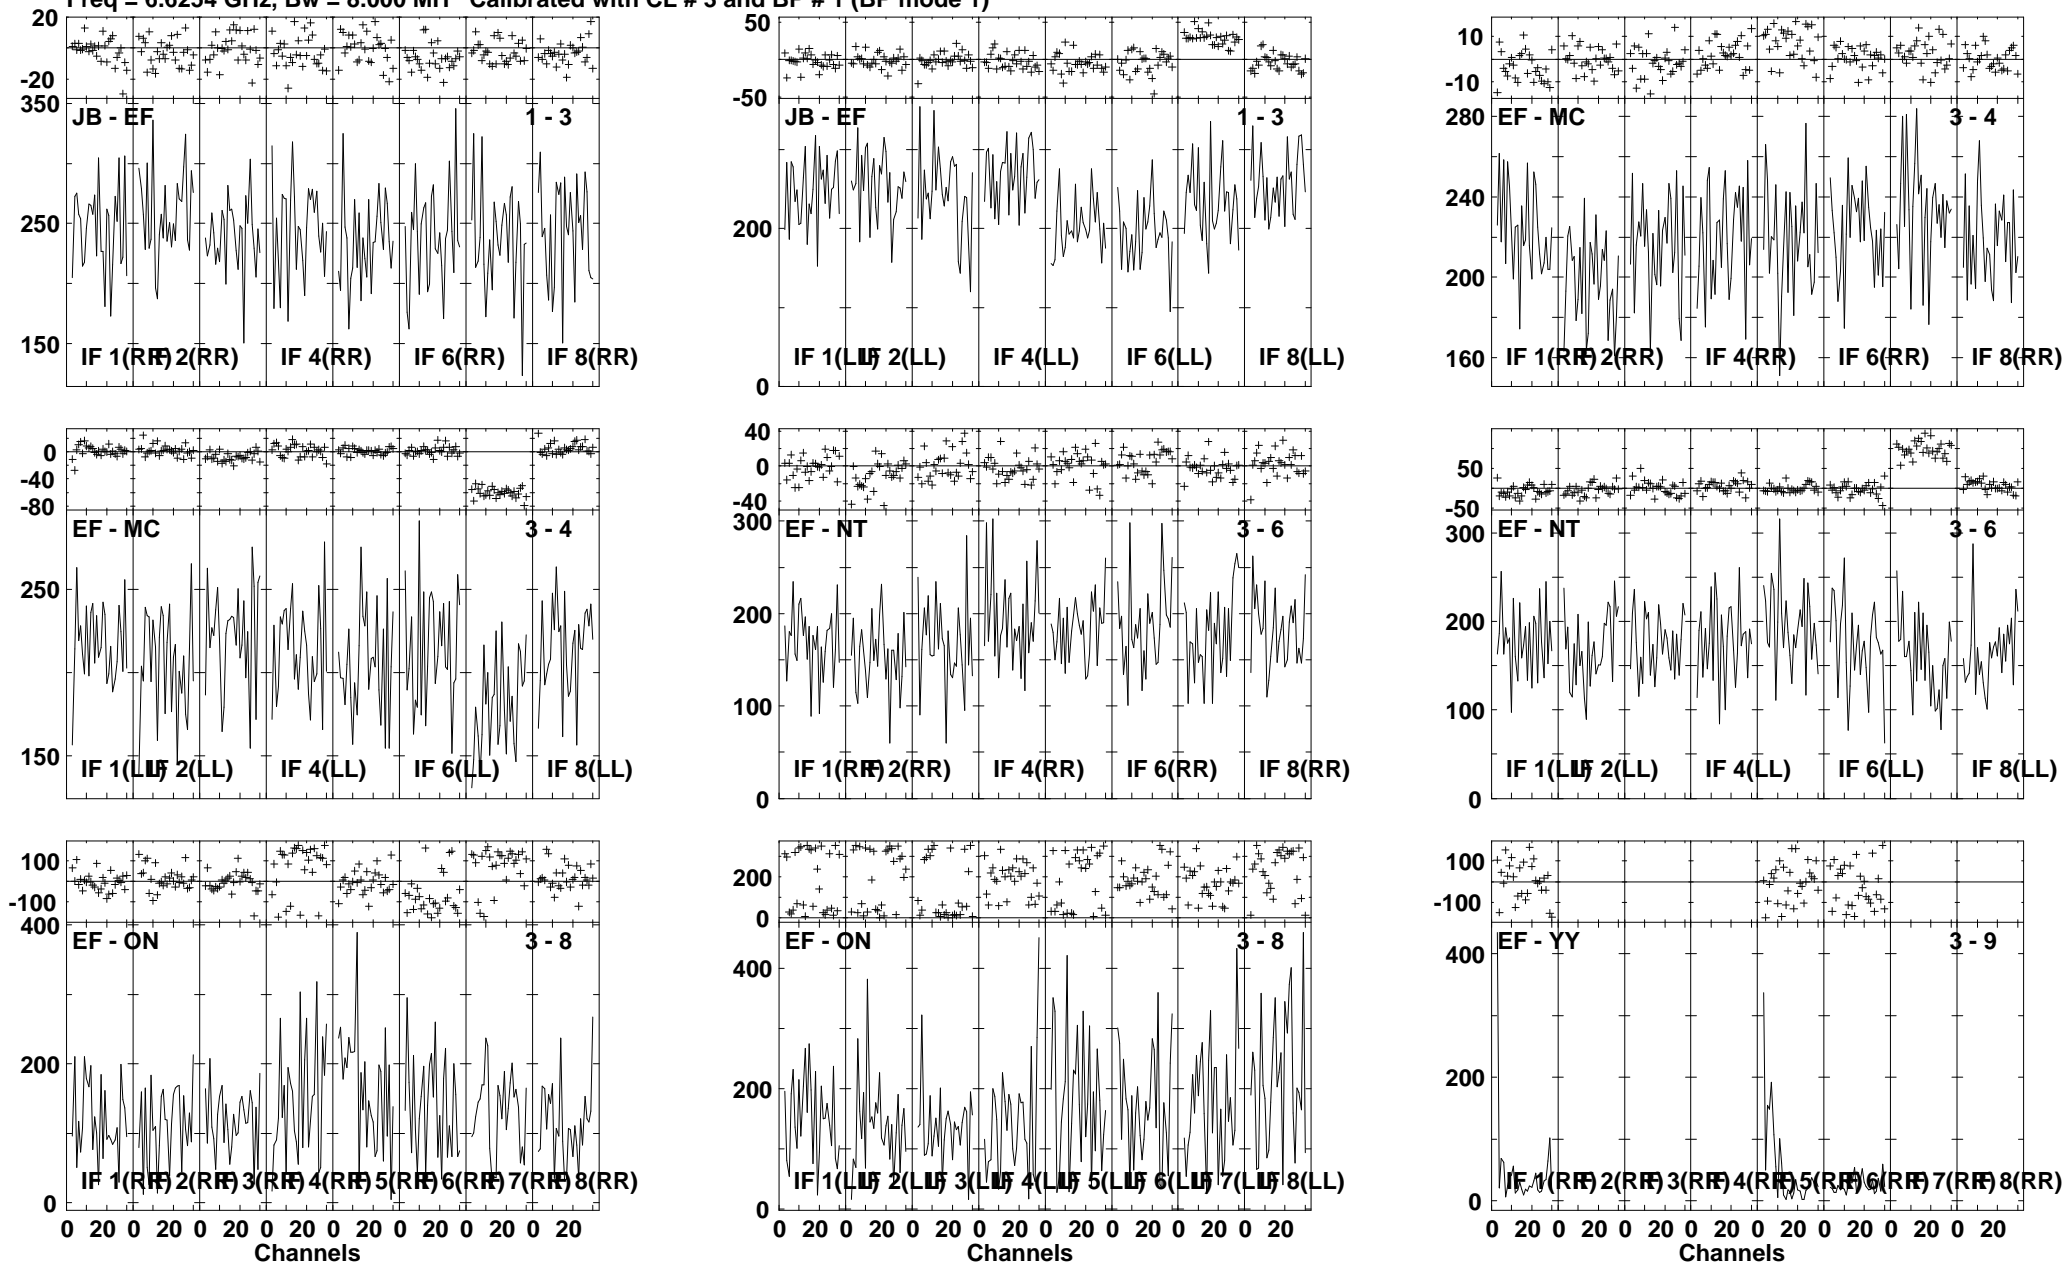 Freq = 6.6254 GHz, Bw = 8.000 MH Calibrated with CL # 3 and BP # 1 (BP mode 1)
20
-20
350
250
150
JB - EF 1 - 3
IF 1(RR) IF 2(RR) IF 4(RR) IF 6(RR) IF 8(RR)
50
-50
200
0
JB - EF 1 - 3
IF 1(LL) IF 2(LL) IF 4(LL) IF 6(LL) IF 8(LL)
10
-10
280
240
200
160
EF - MC 3 - 4
IF 1(RR) IF 2(RR) IF 4(RR) IF 6(RR) IF 8(RR)
0
-40
-80
250
150
EF - MC 3 - 4
IF 1(LL) IF 2(LL) IF 4(LL) IF 6(LL) IF 8(LL)
40
0
-40
300
200
100
0
EF - NT 3 - 6
IF 1(RR) IF 2(RR) IF 4(RR) IF 6(RR) IF 8(RR)
50
-50
300
200
100
0
EF - NT 3 - 6
IF 1(LL) IF 2(LL) IF 4(LL) IF 6(LL) IF 8(LL)
100
-100
400
200
0
EF - ON 3 - 8
IF 1(RR) IF 2(RR) IF 3(RR) IF 4(RR) IF 5(RR) IF 6(RR) IF 7(RR) IF 8(RR)
0 20 0 20 0 20 0 20 0 20 0 20 0 20 0 20
Channels
200
0
400
200
0
EF - ON 3 - 8
IF 1(LL) IF 2(LL) IF 3(LL) IF 4(LL) IF 5(LL) IF 6(LL) IF 7(LL) IF 8(LL)
0 20 0 20 0 20 0 20 0 20 0 20 0 20 0 20
Channels
100
-100
400
200
0
EF - YY 3 - 9
IF 1(RR) IF 2(RR) IF 3(RR) IF 4(RR) IF 5(RR) IF 6(RR) IF 7(RR) IF 8(RR)
0 20 0 20 0 20 0 20 0 20 0 20 0 20 0 20
Channels